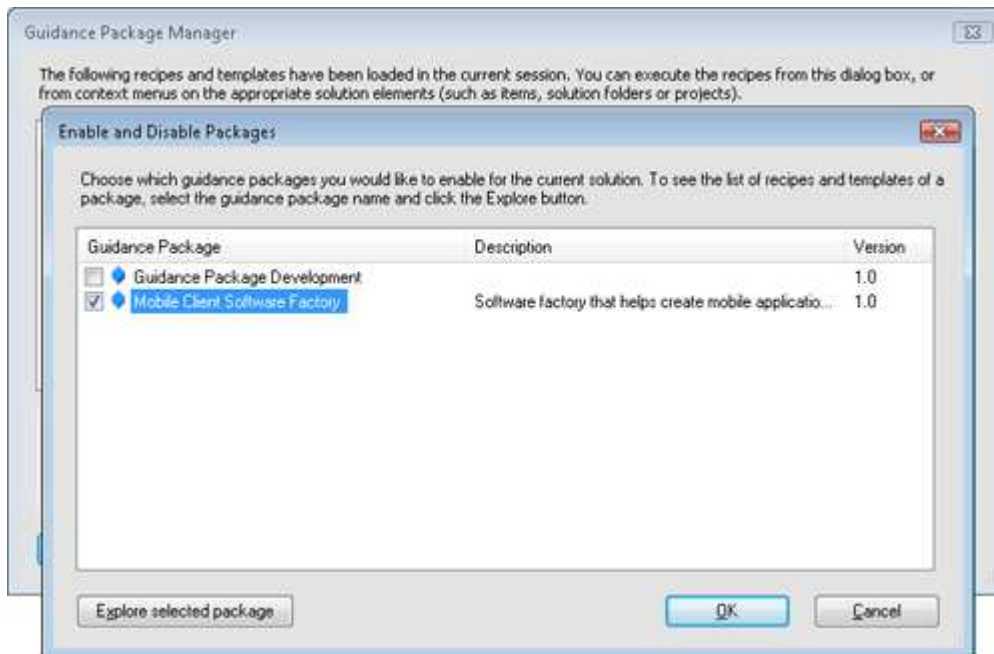 Guidance Package Manager
The following recipes and templates have been loaded in the current session. You can execute the recipes from this dialog box, or
from context menus on the appropriate solution elements (such as items, solution folders or projects).
Enable and Disable Packages
Choose which guidance packages you would like to enable for the current solution. To see the list of recipes and templates of a
package, select the guidance package name and click the Explore button.
Guidance Package Description Version
Guidance Package Development 1.0
Mobile Client Software Factory Software factory that helps create mobile applicatio... 1.0
Explore selected package OK Cancel